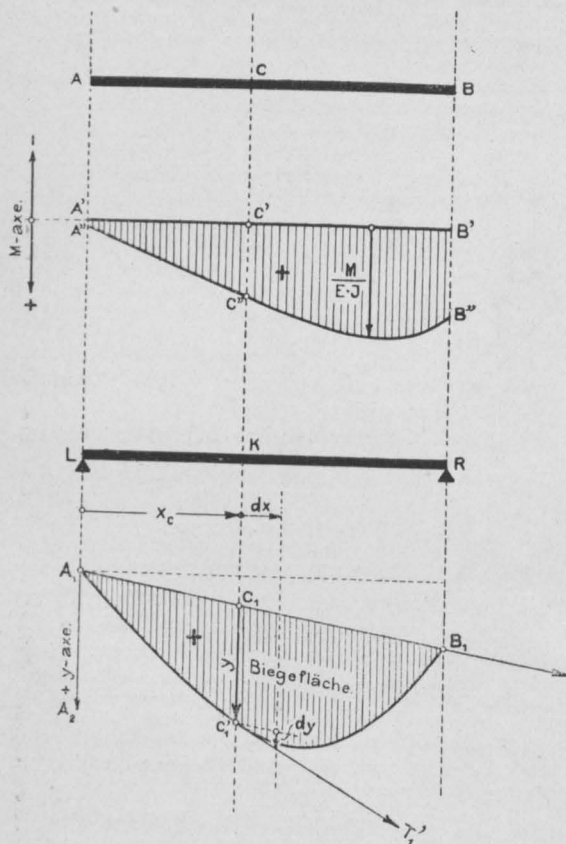 A
C
B
M-axe.
+
A'
A"
C'
B'
C"
+
M
E·J
B"
L
K
R
x_c
dx
A₁
C₁
B₁
+ y-axe.
A₂
+
y
Biegefläche.
C₁'
dy
T₁'